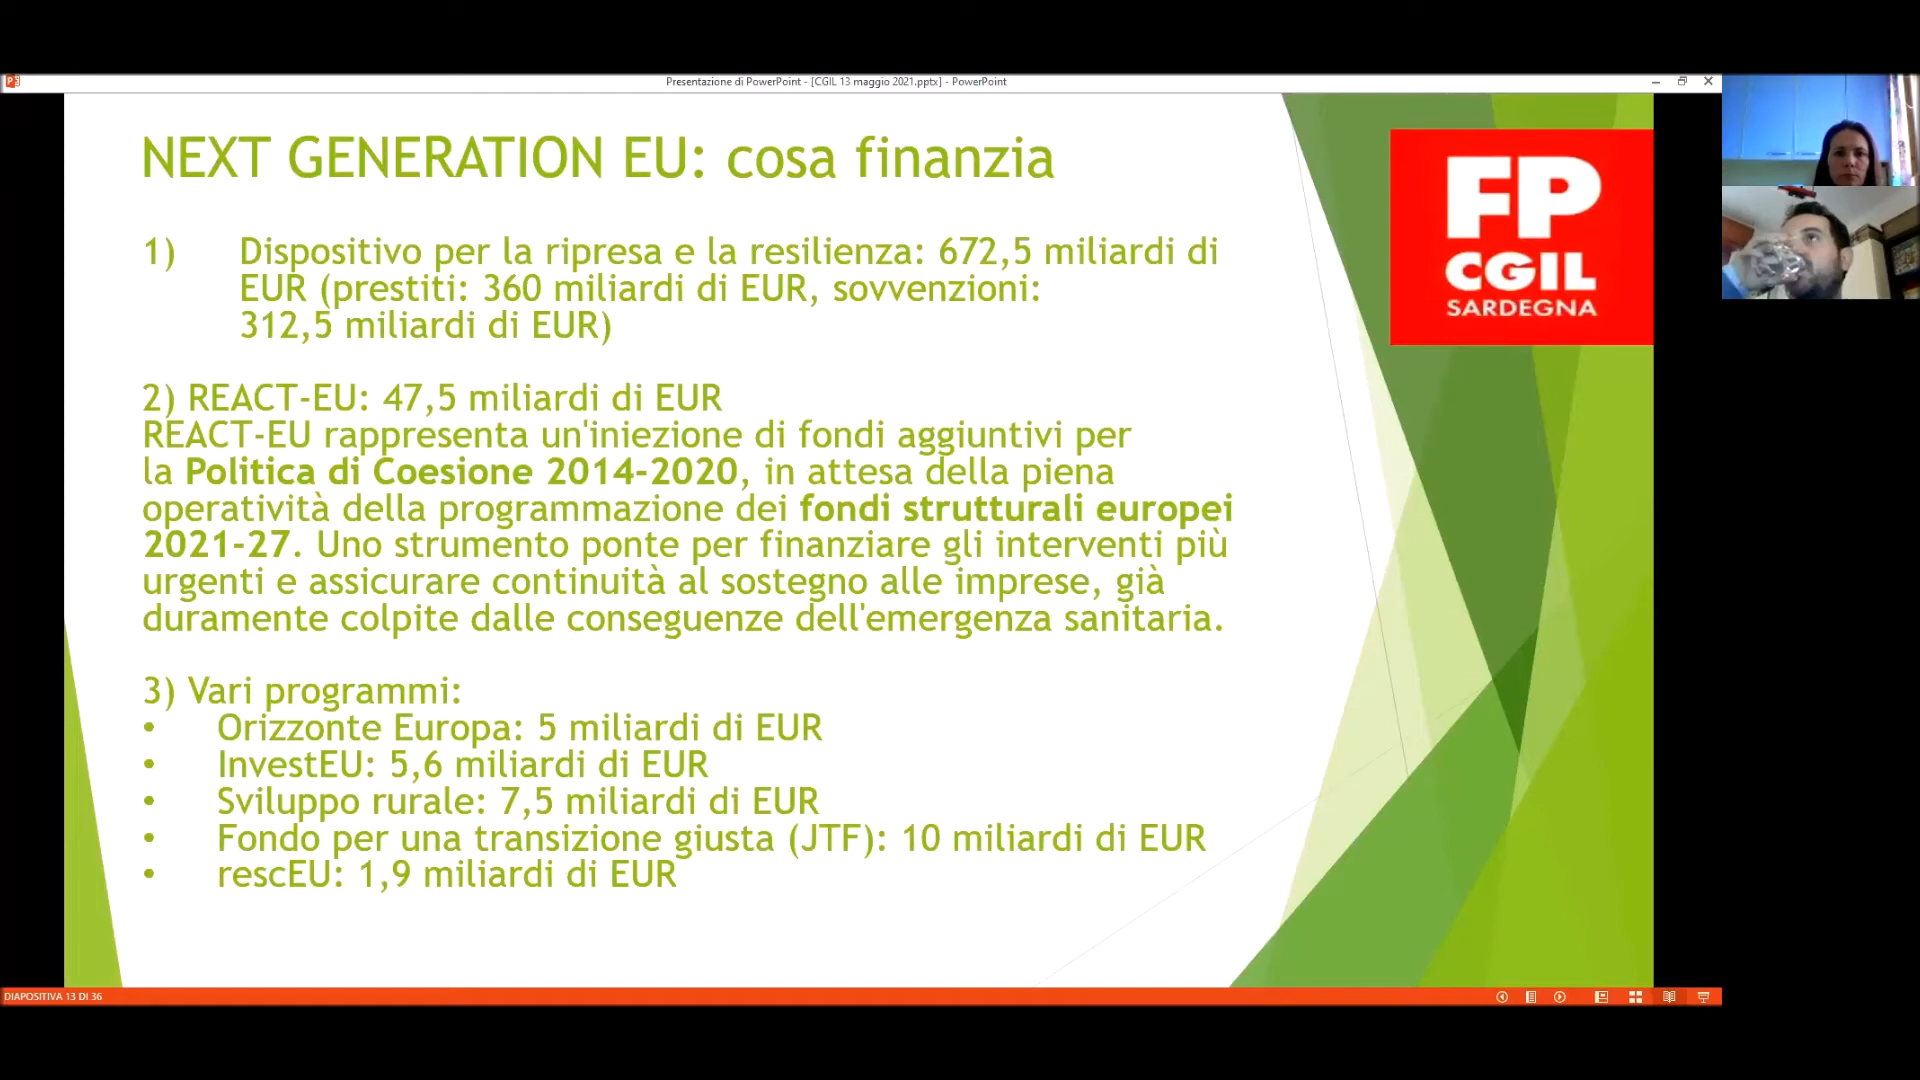 Presentazione di PowerPoint - [CGIL 13 maggio 2021.pptx] - PowerPoint
NEXT GENERATION EU: cosa finanzia
FP
CGIL
SARDEGNA
1) Dispositivo per la ripresa e la resilienza: 672,5 miliardi di
EUR (prestiti: 360 miliardi di EUR, sovvenzioni:
312,5 miliardi di EUR)
2) REACT-EU: 47,5 miliardi di EUR
REACT-EU rappresenta un'iniezione di fondi aggiuntivi per
la Politica di Coesione 2014-2020, in attesa della piena
operatività della programmazione dei fondi strutturali europei
2021-27. Uno strumento ponte per finanziare gli interventi più
urgenti e assicurare continuità al sostegno alle imprese, già
duramente colpite dalle conseguenze dell'emergenza sanitaria.
3) Vari programmi:
• Orizzonte Europa: 5 miliardi di EUR
• InvestEU: 5,6 miliardi di EUR
• Sviluppo rurale: 7,5 miliardi di EUR
• Fondo per una transizione giusta (JTF): 10 miliardi di EUR
• rescEU: 1,9 miliardi di EUR
DIAPOSITIVA 13 DI 36